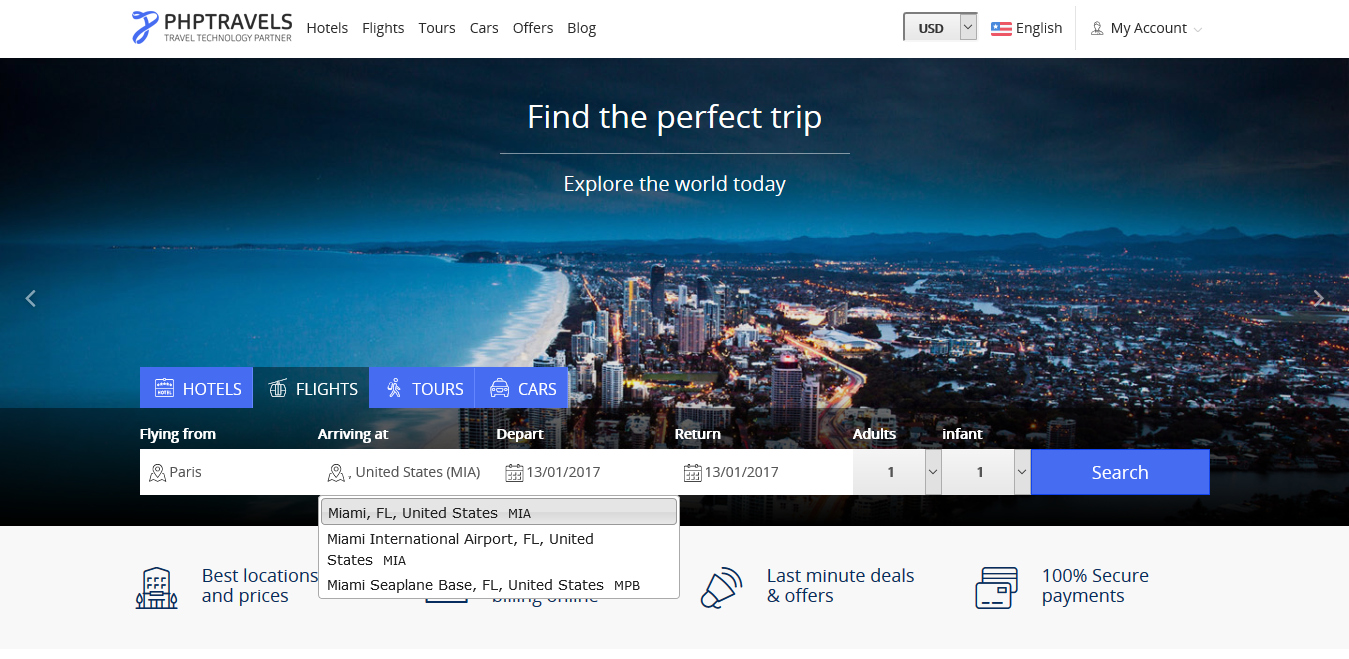 PHPTRAVELS
TRAVEL TECHNOLOGY PARTNER
Hotels Flights Tours Cars Offers Blog
USD
English
My Account
Find the perfect trip
Explore the world today
HOTELS FLIGHTS TOURS CARS
Flying from Arriving at Depart Return Adults infant
Paris , United States (MIA) 13/01/2017 13/01/2017 1 1 Search
Miami, FL, United States MIA
Miami International Airport, FL, United
States MIA
Miami Seaplane Base, FL, United States MPB
Best locations
and prices
billing online
Last minute deals
& offers
100% Secure
payments